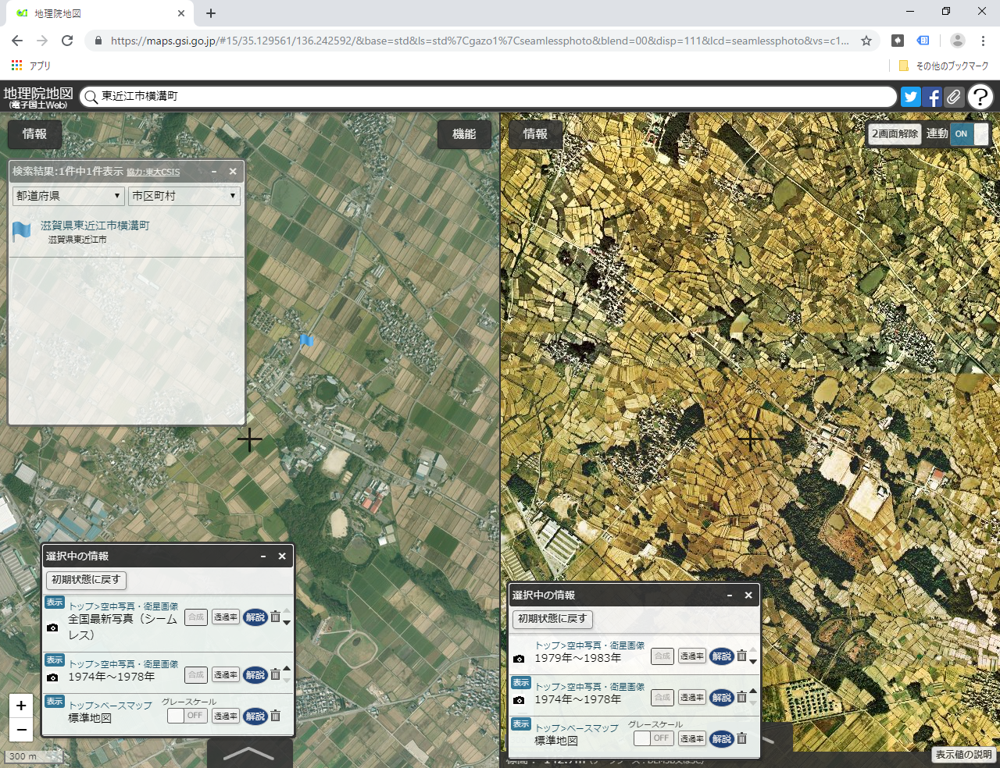 地理院地図
https://maps.gsi.go.jp/#15/35.129561/136.242592/&base=std&ls=std%7Cgazo1%7Cseamlessphoto&blend=00&disp=111&lcd=seamlessphoto&vs=c1...
アプリ
その他のブックマーク
地理院地図
(電子国土Web)
東近江市横溝町
情報
機能
情報
2画面解除
連動
ON
検索結果:1件中1件表示 協力:東大CSIS
都道府県
市区町村
滋賀県東近江市横溝町
滋賀県東近江市
選択中の情報
初期状態に戻す
表示
トップ>空中写真・衛星画像
全国最新写真（シームレス）
合成
透過率
解説
表示
トップ>空中写真・衛星画像
1974年～1978年
合成
透過率
解説
表示
トップ>ベースマップ
標準地図
グレースケール
OFF
透過率
解説
+
−
300 m
選択中の情報
初期状態に戻す
トップ>空中写真・衛星画像
1979年～1983年
合成
透過率
解説
表示
トップ>空中写真・衛星画像
1974年～1978年
合成
透過率
解説
表示
トップ>ベースマップ
標準地図
グレースケール
OFF
透過率
解説
表示値の説明